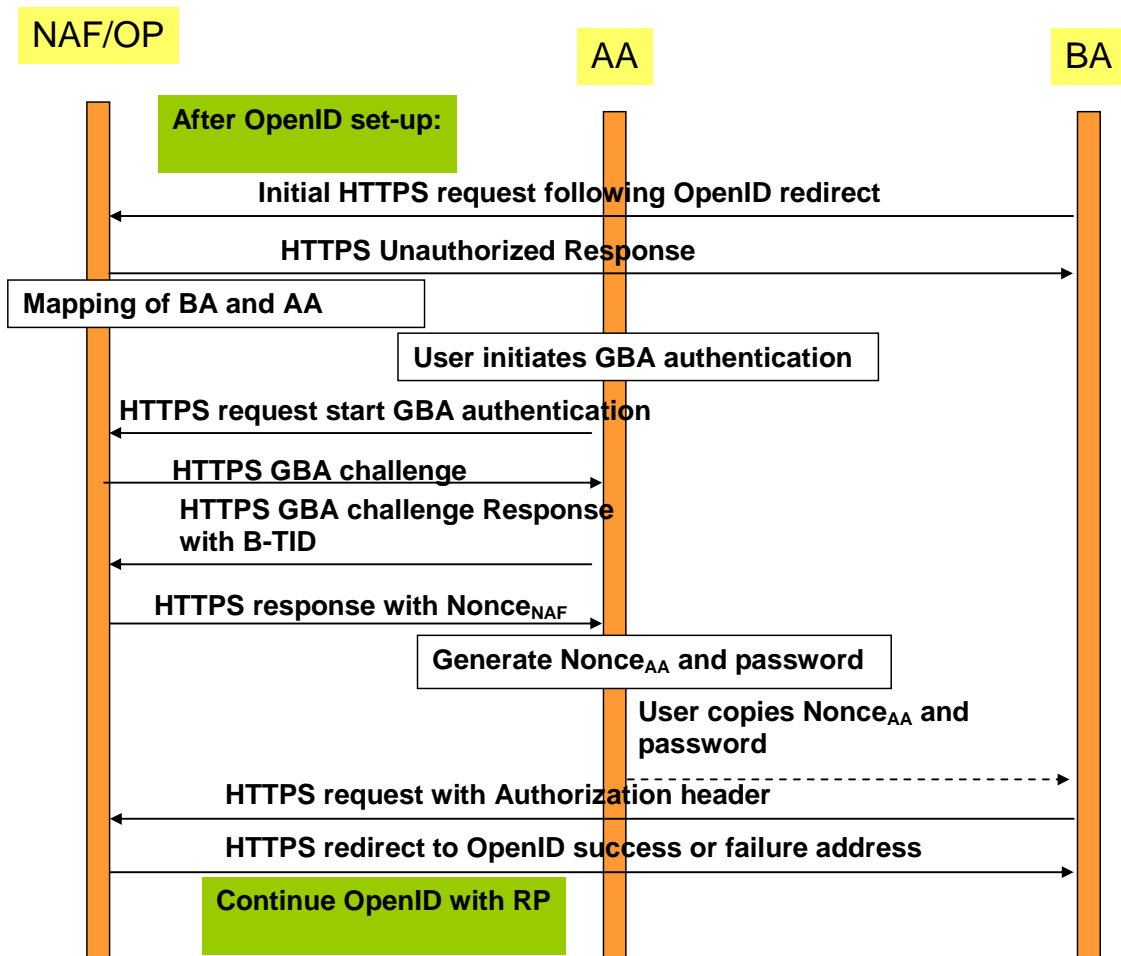 NAF/OP
AA
BA
After OpenID set-up:
Initial HTTPS request following OpenID redirect
HTTPS Unauthorized Response
Mapping of BA and AA
User initiates GBA authentication
HTTPS request start GBA authentication
HTTPS GBA challenge
HTTPS GBA challenge Response
with B-TID
HTTPS response with NonceNAF
Generate NonceAA and password
User copies NonceAA and
password
HTTPS request with Authorization header
HTTPS redirect to OpenID success or failure address
Continue OpenID with RP